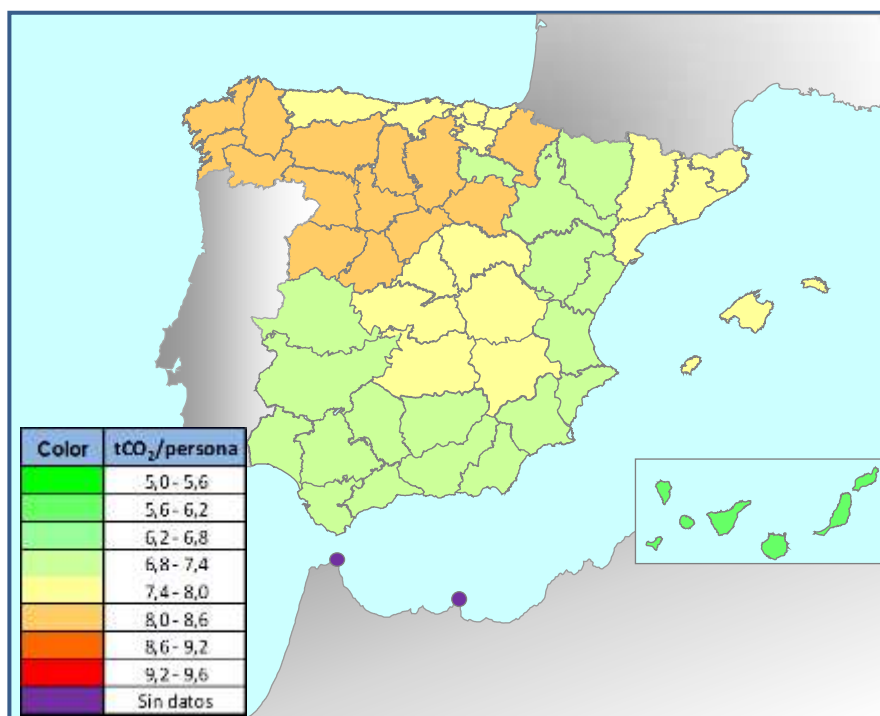 Color tCO₂/persona
5,0 - 5,6
5,6 - 6,2
6,2 - 6,8
6,8 - 7,4
7,4 - 8,0
8,0 - 8,6
8,6 - 9,2
9,2 - 9,6
Sin datos